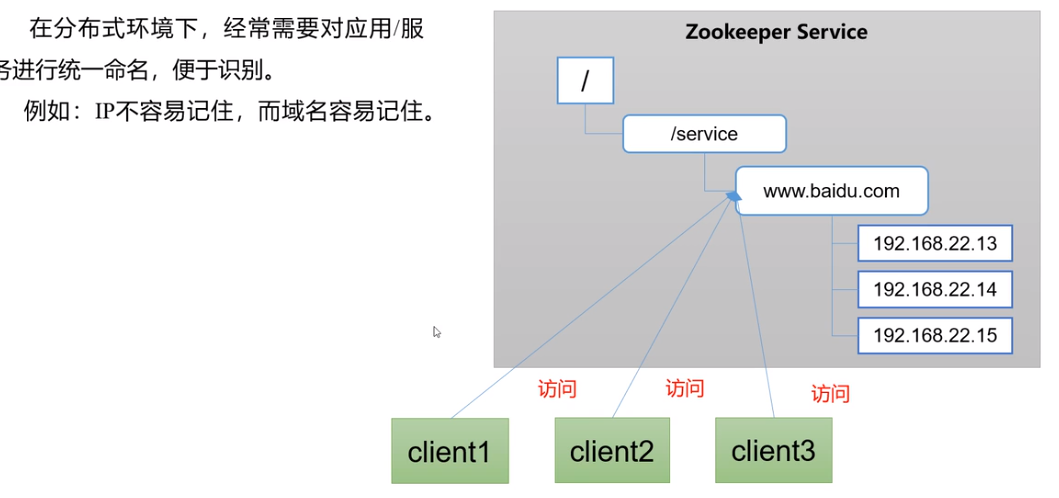 在分布式环境下，经常需要对应用/服
务进行统一命名，便于识别。
例如：IP不容易记住，而域名容易记住。
Zookeeper Service
/
/service
www.baidu.com
192.168.22.13
192.168.22.14
192.168.22.15
访问
访问
访问
client1
client2
client3